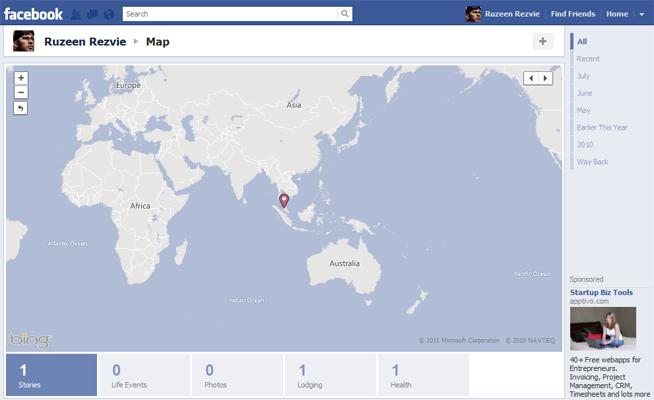 facebook
Search
Ruzeen Rezvie
Find Friends
Home
Ruzeen Rezvie ▸ Map
+
All
Recent
July
June
May
Earlier This Year
2010
Way Back
+
−
Europe
Asia
Africa
Australia
Atlantic Ocean
Indian Ocean
Pacific Ocean
bing
© 2011 Microsoft Corporation © 2010 NAVTEQ
1
Stories
0
Life Events
0
Photos
1
Lodging
1
Health
Sponsored
Startup Biz Tools
apptivo.com
40+ Free webapps for
Entrepreneurs.
Invoicing, Project
Management, CRM,
Timesheets and lots more